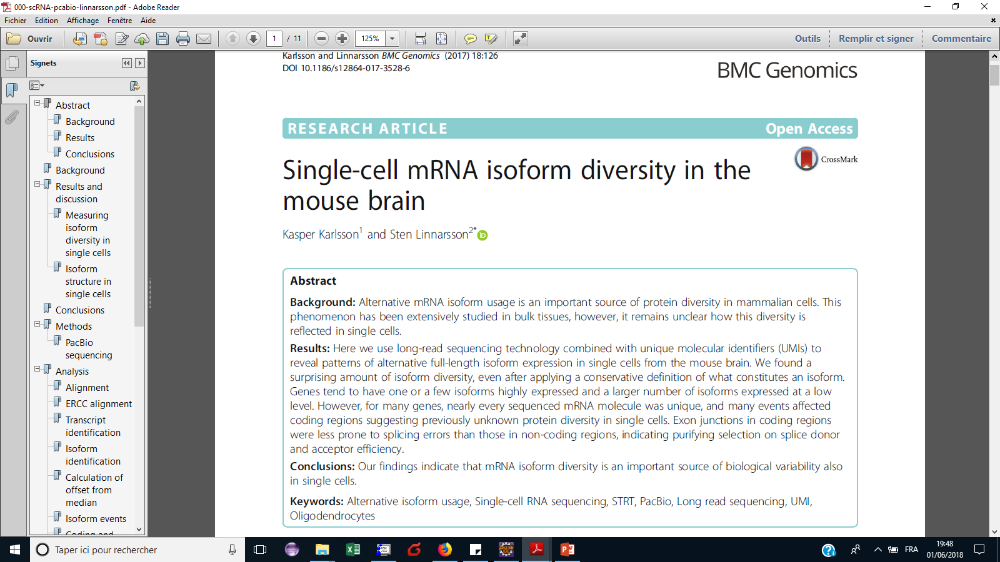 000-scRNA-pcabio-linnarsson.pdf - Adobe Reader
Fichier Edition Affichage Fenêtre Aide
Ouvrir 1 / 11 125% Outils Remplir et signer Commentaire
Signets
Abstract
Background
Results
Conclusions
Background
Results and
discussion
Measuring
isoform
diversity in
single cells
Isoform
structure in
single cells
Conclusions
Methods
PacBio
sequencing
Analysis
Alignment
ERCC alignment
Transcript
identification
Isoform
identification
Calculation of
offset from
median
Isoform events
Coding and
Karlsson and Linnarsson BMC Genomics (2017) 18:126
DOI 10.1186/s12864-017-3528-6
BMC Genomics
RESEARCH ARTICLE Open Access
CrossMark
Single-cell mRNA isoform diversity in the
mouse brain
Kasper Karlsson1 and Sten Linnarsson2* iD
Abstract
Background: Alternative mRNA isoform usage is an important source of protein diversity in mammalian cells. This
phenomenon has been extensively studied in bulk tissues, however, it remains unclear how this diversity is
reflected in single cells.
Results: Here we use long-read sequencing technology combined with unique molecular identifiers (UMIs) to
reveal patterns of alternative full-length isoform expression in single cells from the mouse brain. We found a
surprising amount of isoform diversity, even after applying a conservative definition of what constitutes an isoform.
Genes tend to have one or a few isoforms highly expressed and a larger number of isoforms expressed at a low
level. However, for many genes, nearly every sequenced mRNA molecule was unique, and many events affected
coding regions suggesting previously unknown protein diversity in single cells. Exon junctions in coding regions
were less prone to splicing errors than those in non-coding regions, indicating purifying selection on splice donor
and acceptor efficiency.
Conclusions: Our findings indicate that mRNA isoform diversity is an important source of biological variability also
in single cells.
Keywords: Alternative isoform usage, Single-cell RNA sequencing, STRT, PacBio, Long read sequencing, UMI,
Oligodendrocytes
Taper ici pour rechercher
FRA
19:48
01/06/2018